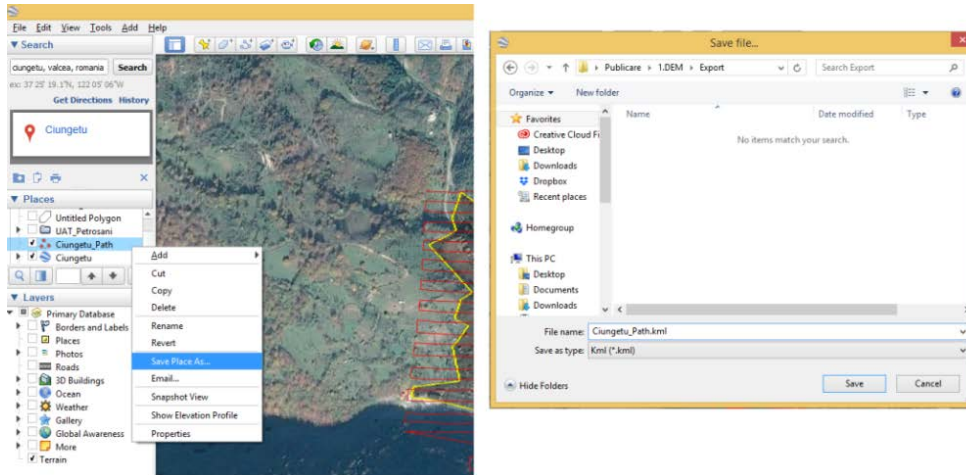 File Edit View Tools Add Help
▼ Search
ciungetu, valcea, romania Search
ex: 37 25' 19.1"N, 122 05' 06"W
Get Directions History
Ciungetu
▼ Places
Untitled Polygon
UAT_Petrosani
Ciungetu_Path
Ciungetu
▼ Layers
Primary Database
Borders and Labels
Places
Photos
Roads
3D Buildings
Ocean
Weather
Gallery
Global Awareness
More
Terrain
Add
Cut
Copy
Delete
Rename
Revert
Save Place As...
Email...
Snapshot View
Show Elevation Profile
Properties
Save file...
Publicare ▸ 1.DEM ▸ Export
Search Export
Organize ▾ New folder
Name Date modified Type
No items match your search.
Favorites
Creative Cloud Fi
Desktop
Downloads
Dropbox
Recent places
Homegroup
This PC
Desktop
Documents
Downloads
File name: Ciungetu_Path.kml
Save as type: Kml (*.kml)
Hide Folders
Save Cancel